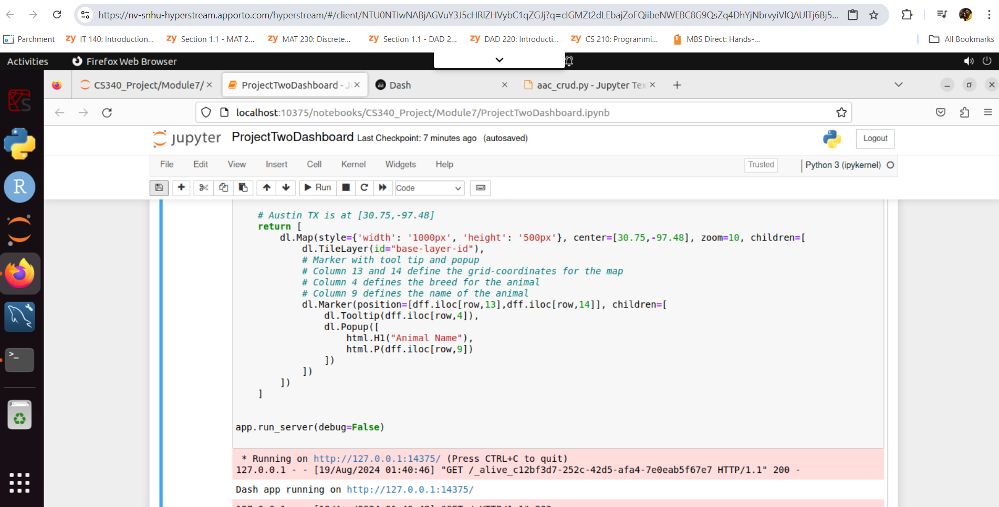 https://nv-snhu-hyperstream.apporto.com/hyperstream/#/client/NTU0NTIwNABjAGVuY3J5cHRlZHVybC1qZGJj?q=cIGMZt2dLEbajZoFQiibeNWEBC8G9QsZq4DhYjNbrvyiVlQAUlTj6Bj5...
Parchment zy IT 140: Introduction... zy Section 1.1 - MAT 2... zy MAT 230: Discrete... zy Section 1.1 - DAD 2... zy DAD 220: Introducti... zy CS 210: Programmi... MBS Direct: Hands-... All Bookmarks
Activities Firefox Web Browser
CS340_Project/Module7/ ProjectTwoDashboard - Ju Dash aac_crud.py - Jupyter Tex
localhost:10375/notebooks/CS340_Project/Module7/ProjectTwoDashboard.ipynb
jupyter ProjectTwoDashboard Last Checkpoint: 7 minutes ago (autosaved) Logout
File Edit View Insert Cell Kernel Widgets Help Trusted Python 3 (ipykernel)
Run Code
# Austin TX is at [30.75,-97.48]
return [
dl.Map(style={'width': '1000px', 'height': '500px'}, center=[30.75,-97.48], zoom=10, children=[
dl.TileLayer(id="base-layer-id"),
# Marker with tool tip and popup
# Column 13 and 14 define the grid-coordinates for the map
# Column 4 defines the breed for the animal
# Column 9 defines the name of the animal
dl.Marker(position=[dff.iloc[row,13],dff.iloc[row,14]], children=[
dl.Tooltip(dff.iloc[row,4]),
dl.Popup([
html.H1("Animal Name"),
html.P(dff.iloc[row,9])
])
])
])
]
app.run_server(debug=False)
* Running on http://127.0.0.1:14375/ (Press CTRL+C to quit)
127.0.0.1 - - [19/Aug/2024 01:40:46] "GET /_alive_c12bf3d7-252c-42d5-afa4-7e0eab5f67e7 HTTP/1.1" 200 -
Dash app running on http://127.0.0.1:14375/